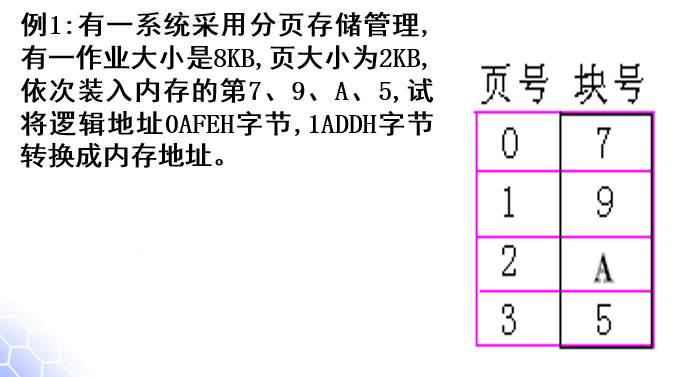 例1:有一系统采用分页存储管理,
有一作业大小是8KB,页大小为2KB,
依次装入内存的第7、9、A、5,试
将逻辑地址0AFEH字节,1ADDH字节
转换成内存地址。
页号 块号
0 7
1 9
2 A
3 5